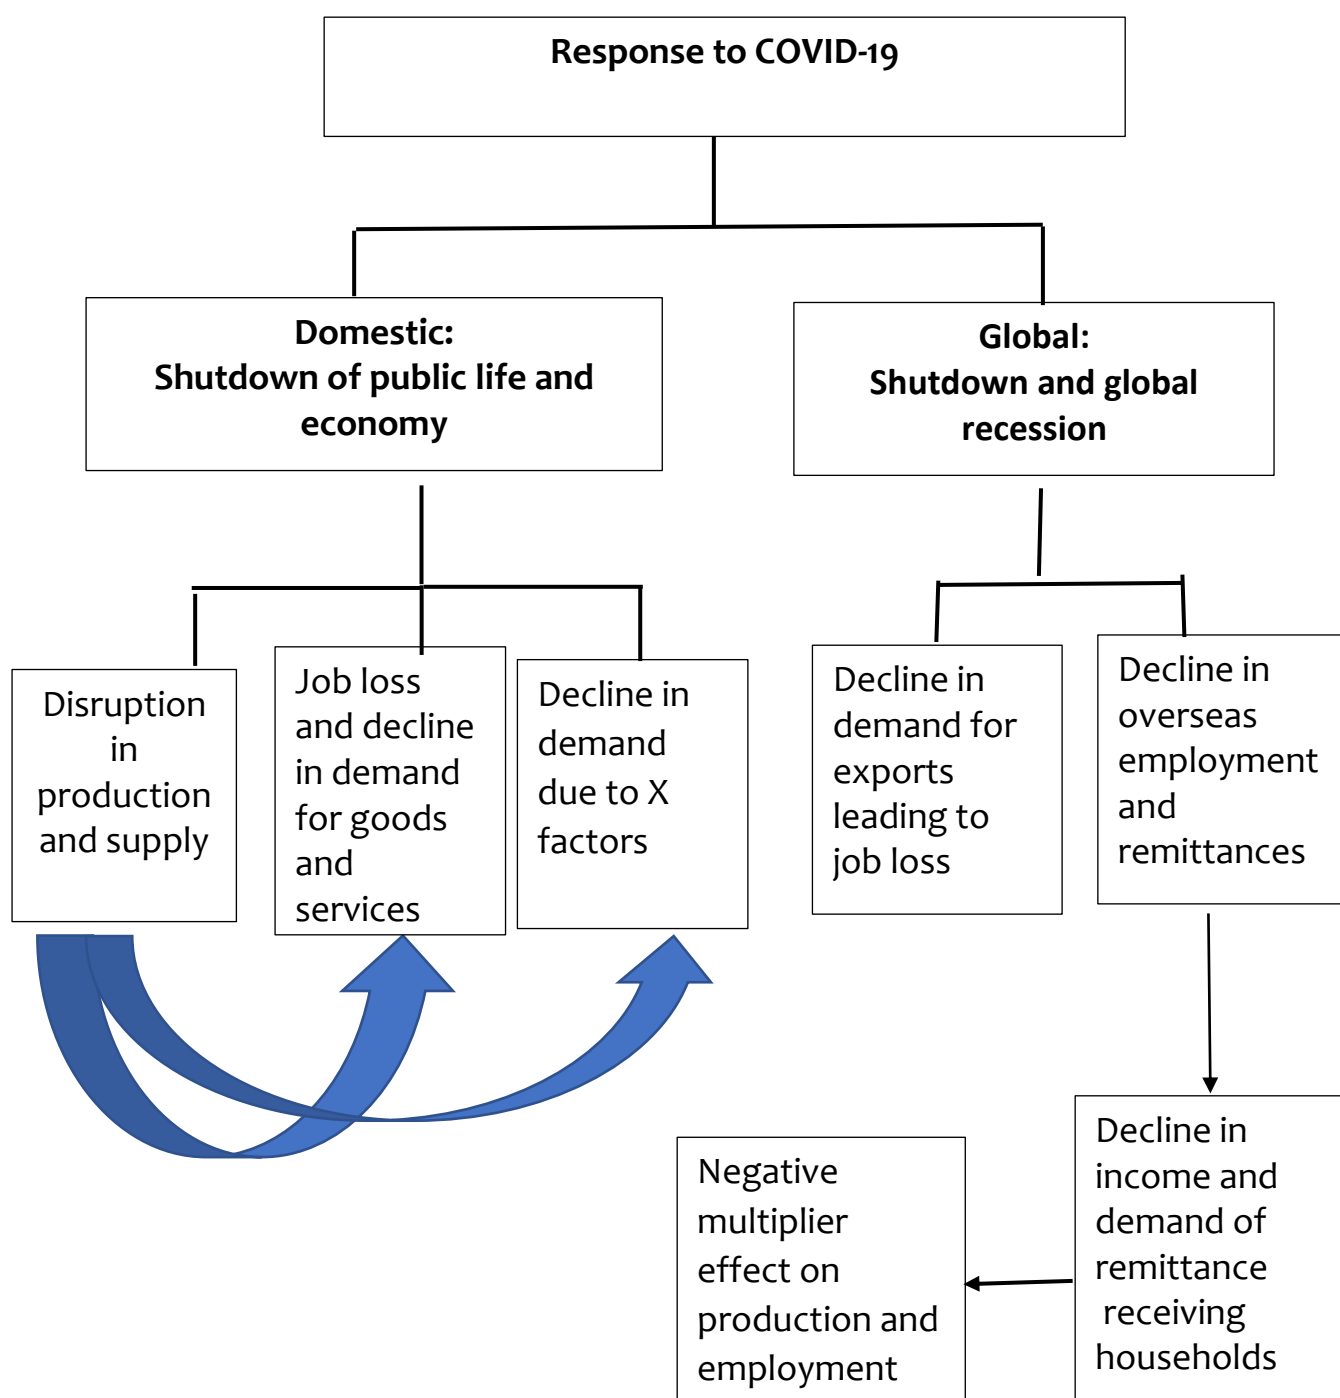 Response to COVID-19
Domestic:
Shutdown of public life and
economy
Global:
Shutdown and global
recession
Disruption
in
production
and supply
Job loss
and decline
in demand
for goods
and
services
Decline in
demand
due to X
factors
Decline in
demand for
exports
leading to
job loss
Decline in
overseas
employment
and
remittances
Negative
multiplier
effect on
production and
employment
Decline in
income and
demand of
remittance
receiving
households